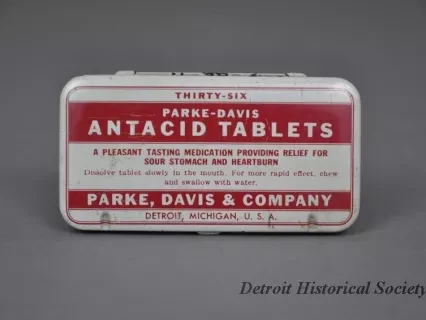 THIRTY-SIX
PARKE-DAVIS
ANTACID TABLETS
A PLEASANT TASTING MEDICATION PROVIDING RELIEF FOR
SOUR STOMACH AND HEARTBURN
Dissolve tablet slowly in the mouth. For more rapid effect, chew
and swallow with water.
PARKE, DAVIS & COMPANY
DETROIT, MICHIGAN, U. S. A.
Detroit Historical Society